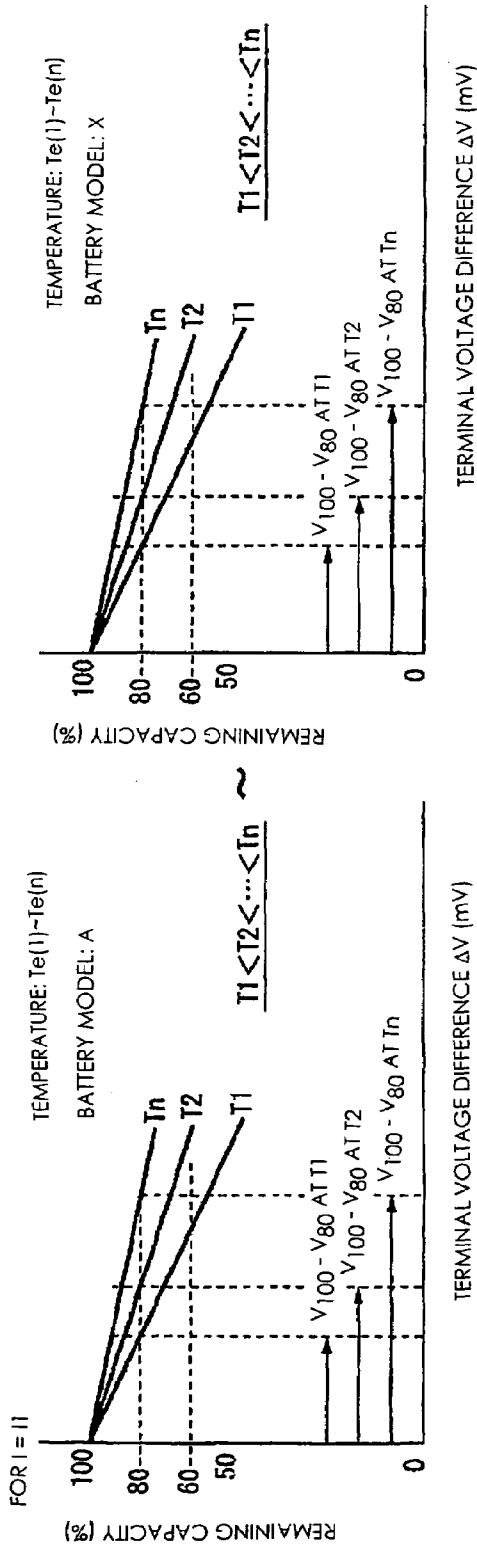 FOR I = I1
TEMPERATURE: Te(1)~Te(n)
BATTERY MODEL: A
REMAINING CAPACITY (%)
100
80
60
50
0
Tn
T2
T1
T1<T2<···<Tn
V100 - V80 AT T1
V100 - V80 AT T2
V100 - V80 AT Tn
TERMINAL VOLTAGE DIFFERENCE ΔV (mV)
~
TEMPERATURE: Te(1)~Te(n)
BATTERY MODEL: X
REMAINING CAPACITY (%)
100
80
60
50
0
Tn
T2
T1
T1<T2<···<Tn
V100 - V80 AT T1
V100 - V80 AT T2
V100 - V80 AT Tn
TERMINAL VOLTAGE DIFFERENCE ΔV (mV)